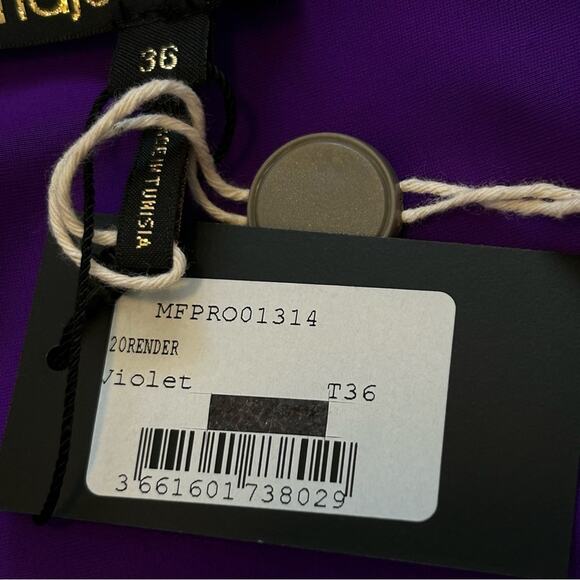 36
MFPRO01314
20RENDER
Violet
T36
3 661601 738029